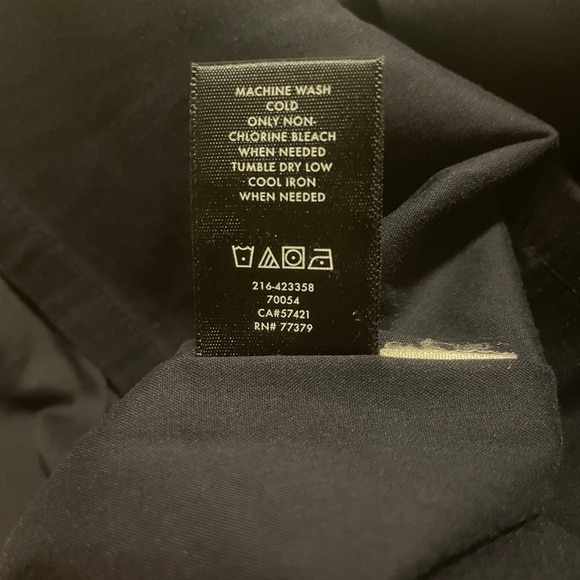 MACHINE WASH
COLD
ONLY NON-
CHLORINE BLEACH
WHEN NEEDED
TUMBLE DRY LOW
COOL IRON
WHEN NEEDED
216-423358
70054
CA#57421
RN# 77379